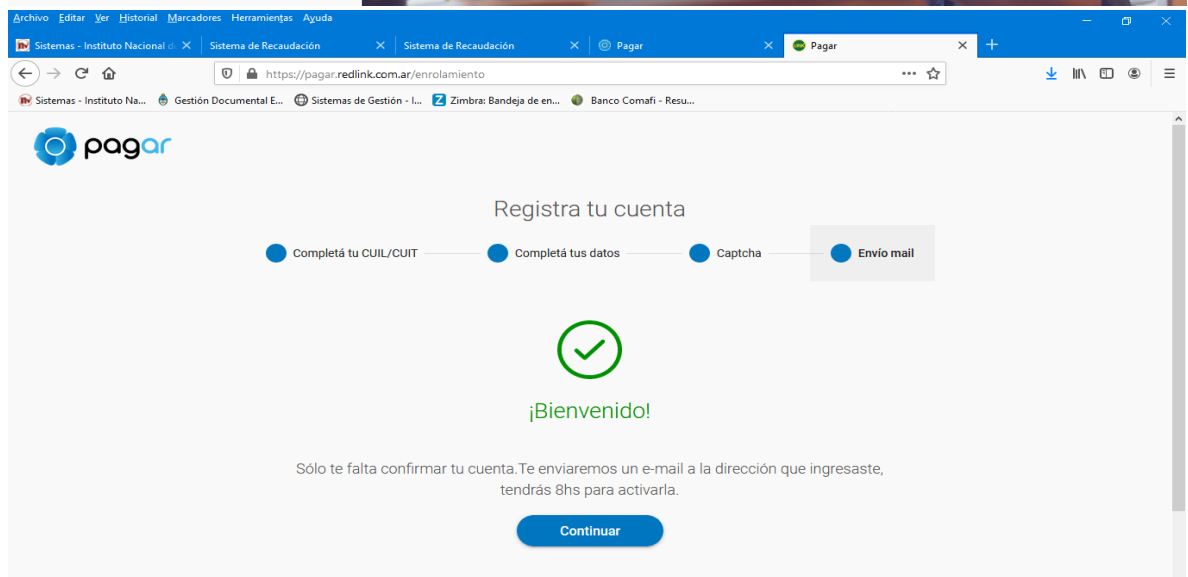 Archivo Editar Ver Historial Marcadores Herramientas Ayuda
Sistemas - Instituto Nacional d
Sistema de Recaudación
Sistema de Recaudación
Pagar
Pagar
https://pagar.redlink.com.ar/enrolamiento
Sistemas - Instituto Na... Gestión Documental E... Sistemas de Gestión - I... Zimbra: Bandeja de en... Banco Comafi - Resu...
pagar
Registra tu cuenta
Completá tu CUIL/CUIT Completá tus datos Captcha Envío mail
¡Bienvenido!
Sólo te falta confirmar tu cuenta.Te enviaremos un e-mail a la dirección que ingresaste,
tendrás 8hs para activarla.
Continuar